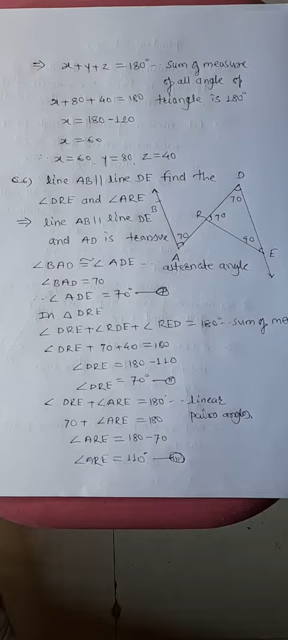 ⇒ x+y+z = 180° -- sum of measure
of all angle of
x+80+40 = 180 triangle is 180°
x = 180-120
x = 60
∴ x=60, y=80, z=40
line AB || line DE find the
∠DRE and ∠ARE
⇒ line AB || line DE
and AD is
B
D
70
R
70
40
E
70
A
∠BAD ≅ ∠ADE -- alternate angle
∠BAD = 70
∴ ∠ADE = 70° —
In △DRE
∠DRE+∠RDE+∠RED = 180° -- sum of me
∠DRE + 70+40 = 180
∠DRE = 180-110
∠DRE = 70° — II
∠DRE + ∠ARE = 180° -- linear
70 + ∠ARE = 180 angles,
∠ARE = 180-70
∠ARE = 110° —